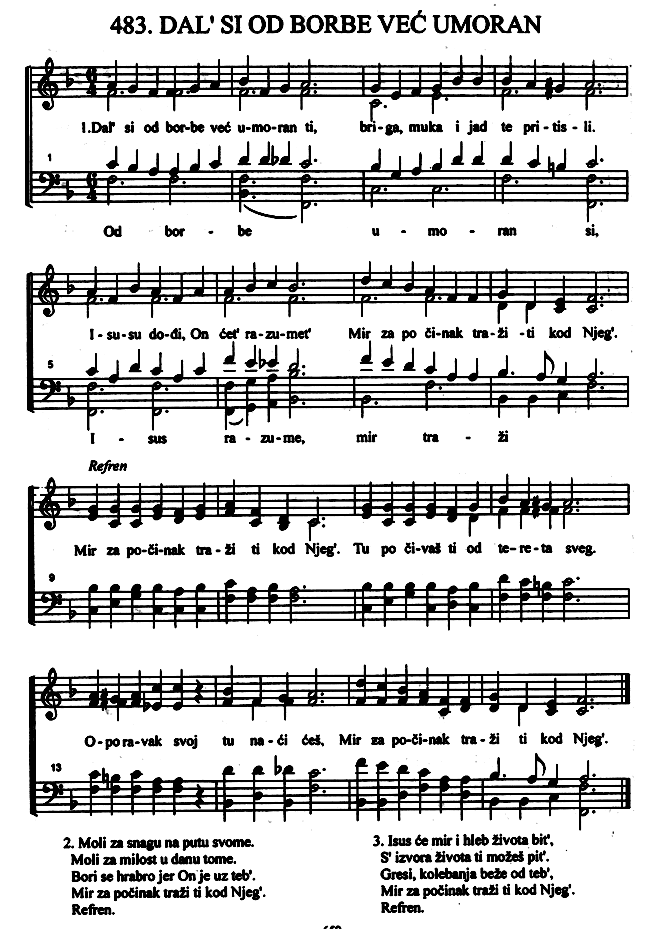 483. DAL' SI OD BORBE VEĆ UMORAN
1.Dal' si od bor-be već u-mo-ran ti, bri-ga, muka i jad te pri-tis-li.
1
Od bor - be u - mo - ran si,
I-su-su do-đi, On ćet' ra-zu-met' Mir za po či-nak tra-ži -ti kod Njeg'.
5
I - sus ra - zu-me, mir tra - ži
Refren
Mir za po-či-nak tra-ži ti kod Njeg'. Tu po či-vaš ti od te-re-ta sveg.
9
O-po ra-vak svoj tu na-ći ćeš, Mir za po-či-nak tra-ži ti kod Njeg'.
13
2. Moli za snagu na putu svome.
Moli za milost u danu tome.
Bori se hrabro jer On je uz teb'.
Mir za počinak traži ti kod Njeg'.
Refren.
3. Isus će mir i hleb života bit',
S' izvora života ti možeš pit'.
Gresi, kolebanja beže od teb',
Mir za počinak traži ti kod Njeg'.
Refren.